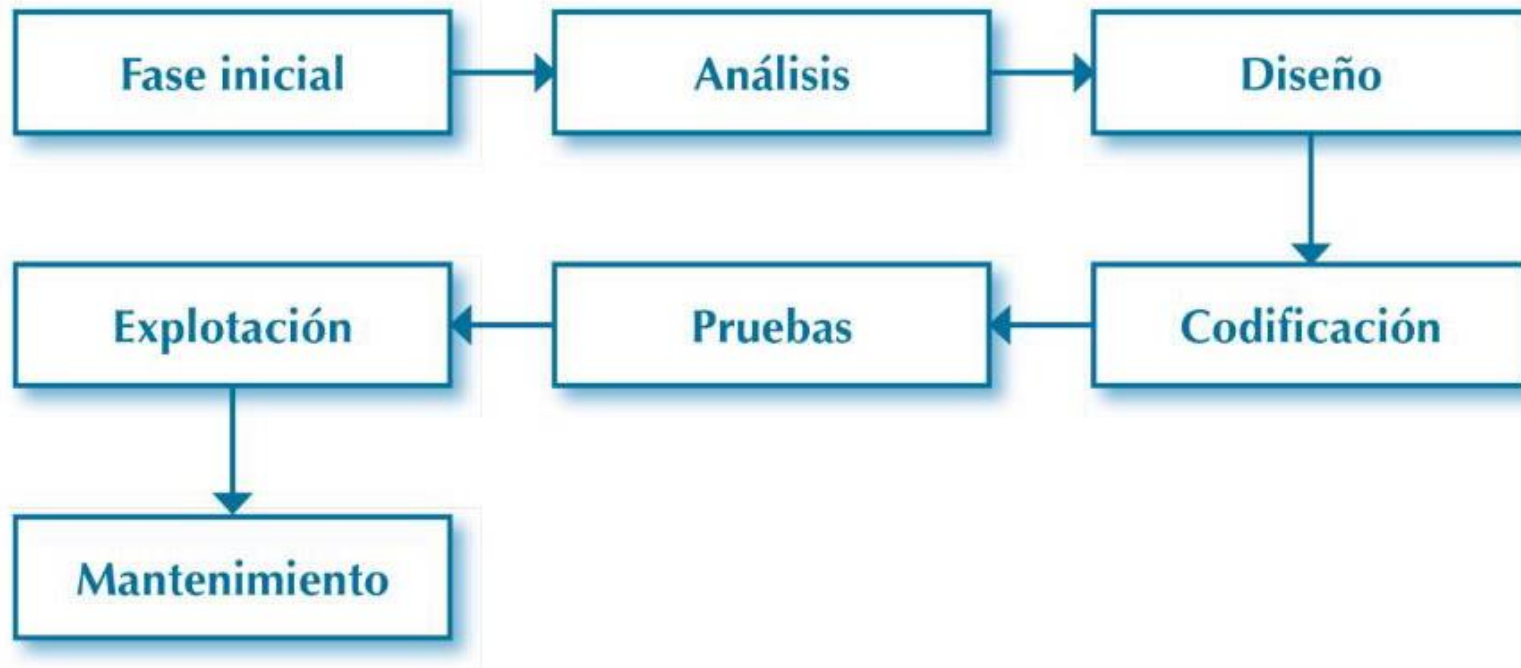 Fase inicial
Análisis
Diseño
Codificación
Pruebas
Explotación
Mantenimiento